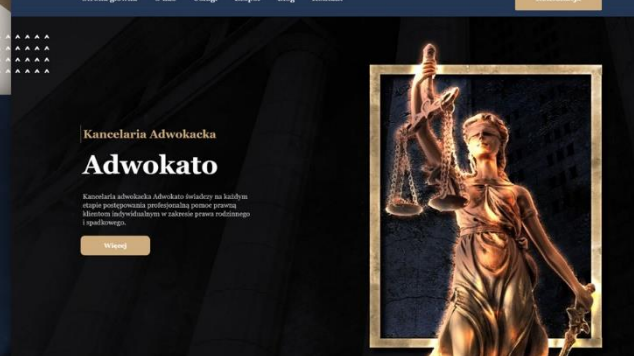 Kancelaria Adwokacka
Adwokato
Kancelaria adwokacka Adwokato świadczy na każdym
etapie postępowania profesjonalną pomoc prawną
klientom indywidualnym w zakresie prawa rodzinnego
i spadkowego.
Więcej